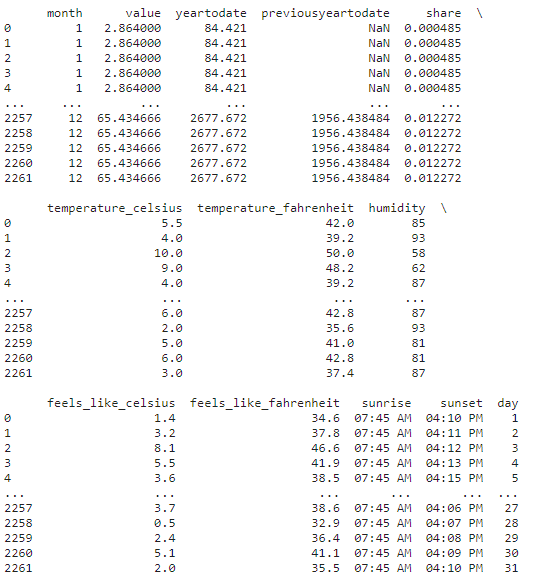 month value yeartodate previousyeartodate share \
0 1 2.864000 84.421 NaN 0.000485
1 1 2.864000 84.421 NaN 0.000485
2 1 2.864000 84.421 NaN 0.000485
3 1 2.864000 84.421 NaN 0.000485
4 1 2.864000 84.421 NaN 0.000485
... ... ... ... ... ...
2257 12 65.434666 2677.672 1956.438484 0.012272
2258 12 65.434666 2677.672 1956.438484 0.012272
2259 12 65.434666 2677.672 1956.438484 0.012272
2260 12 65.434666 2677.672 1956.438484 0.012272
2261 12 65.434666 2677.672 1956.438484 0.012272
temperature_celsius temperature_fahrenheit humidity \
0 5.5 42.0 85
1 4.0 39.2 93
2 10.0 50.0 58
3 9.0 48.2 62
4 4.0 39.2 87
... ... ... ...
2257 6.0 42.8 87
2258 2.0 35.6 93
2259 5.0 41.0 81
2260 6.0 42.8 81
2261 3.0 37.4 87
feels_like_celsius feels_like_fahrenheit sunrise sunset day
0 1.4 34.6 07:45 AM 04:10 PM 1
1 3.2 37.8 07:45 AM 04:11 PM 2
2 8.1 46.6 07:45 AM 04:12 PM 3
3 5.5 41.9 07:45 AM 04:13 PM 4
4 3.6 38.5 07:45 AM 04:15 PM 5
... ... ... ... ... ...
2257 3.7 38.6 07:45 AM 04:06 PM 27
2258 0.5 32.9 07:45 AM 04:07 PM 28
2259 2.4 36.4 07:45 AM 04:08 PM 29
2260 5.1 41.1 07:45 AM 04:09 PM 30
2261 2.0 35.5 07:45 AM 04:10 PM 31